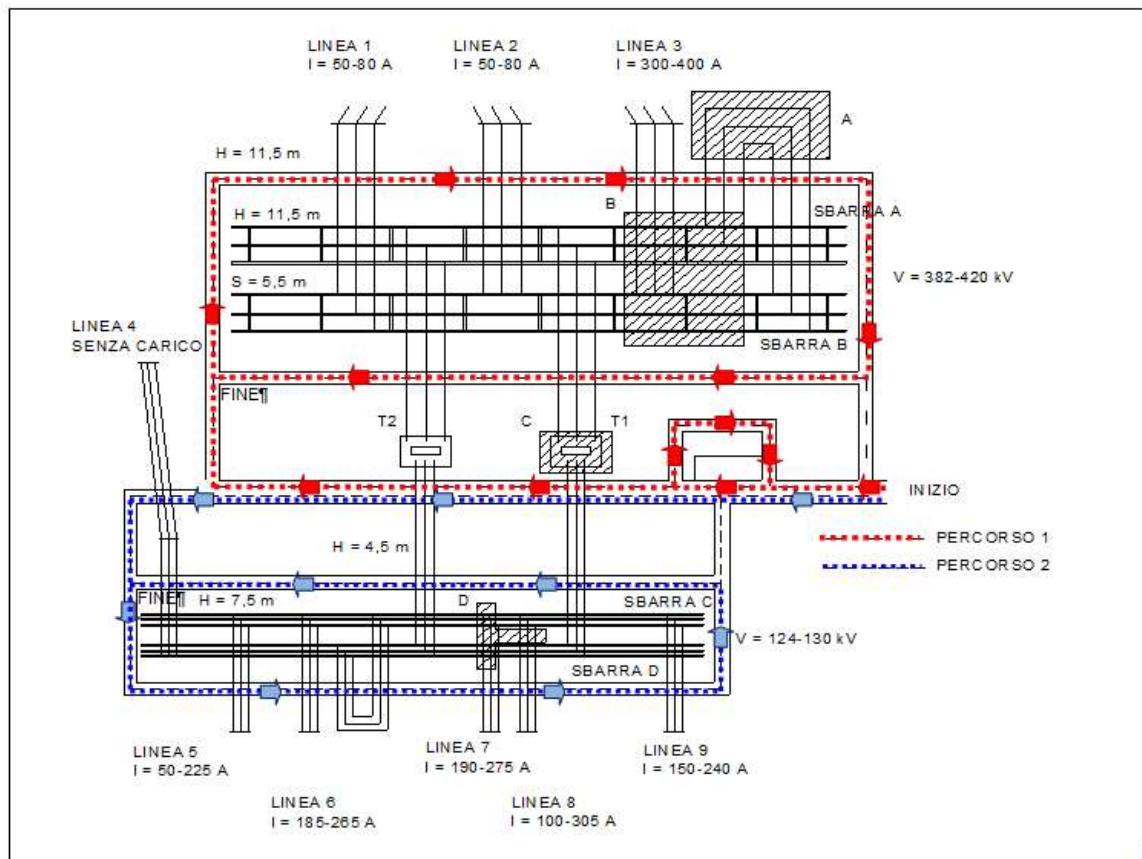 LINEA 1
I = 50-80 A
LINEA 2
I = 50-80 A
LINEA 3
I = 300-400 A
A
H = 11,5 m
B
SBARRA A
H = 11,5 m
S = 5,5 m
V = 382-420 kV
LINEA 4
SENZA CARICO
SBARRA B
FINE¶
T2
C
T1
INIZIO
H = 4,5 m
PERCORSO 1
PERCORSO 2
FINE¶
H = 7,5 m
D
SBARRA C
V = 124-130 kV
SBARRA D
LINEA 5
I = 50-225 A
LINEA 7
I = 190-275 A
LINEA 9
I = 150-240 A
LINEA 6
I = 185-265 A
LINEA 8
I = 100-305 A